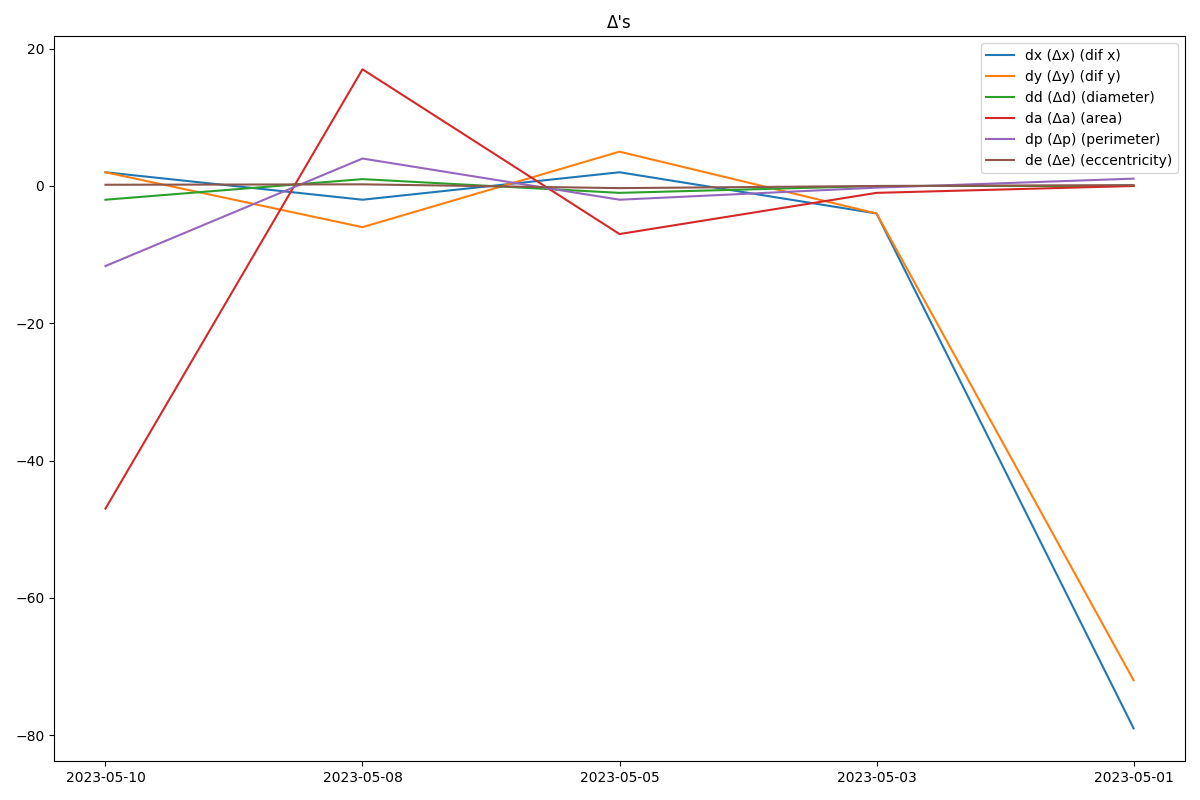 Δ's
20
0
−20
−40
−60
−80
dx (Δx) (dif x)
dy (Δy) (dif y)
dd (Δd) (diameter)
da (Δa) (area)
dp (Δp) (perimeter)
de (Δe) (eccentricity)
2023-05-10 2023-05-08 2023-05-05 2023-05-03 2023-05-01